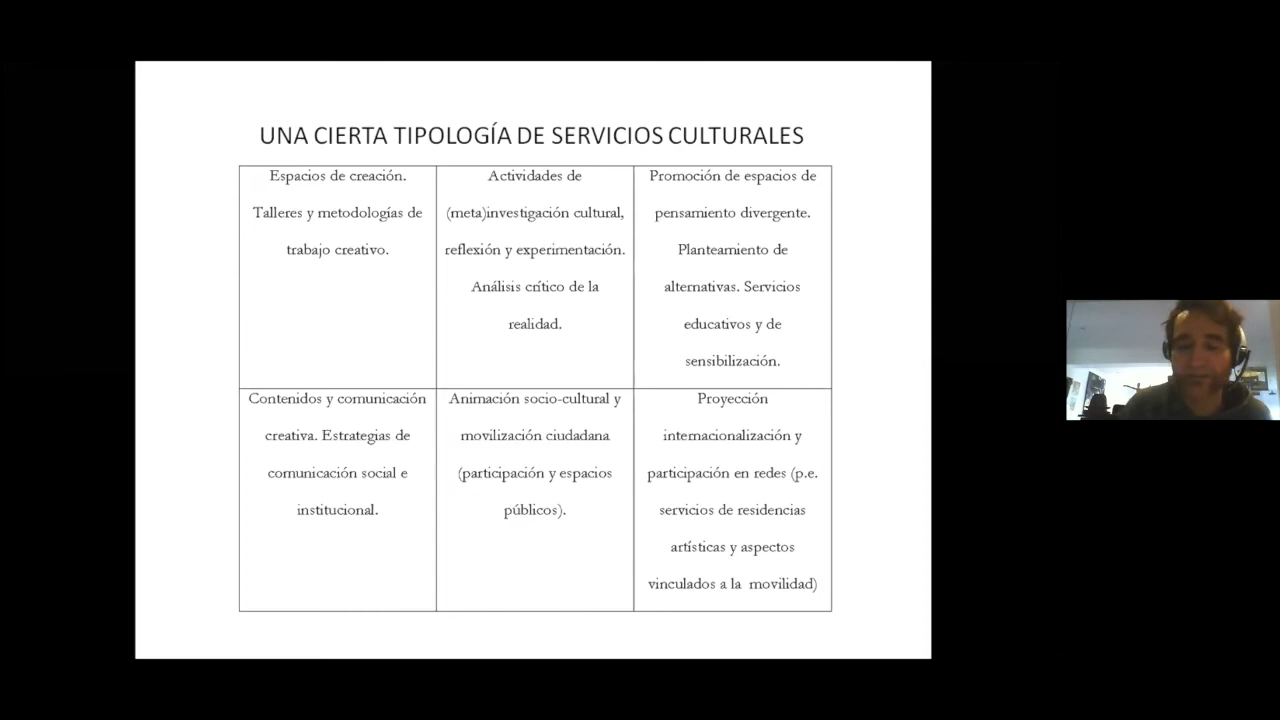 UNA CIERTA TIPOLOGÍA DE SERVICIOS CULTURALES
Espacios de creación.
Talleres y metodologías de
trabajo creativo.
Actividades de
(meta)investigación cultural,
reflexión y experimentación.
Análisis crítico de la
realidad.
Promoción de espacios de
pensamiento divergente.
Planteamiento de
alternativas. Servicios
educativos y de
sensibilización.
Contenidos y comunicación
creativa. Estrategias de
comunicación social e
institucional.
Animación socio-cultural y
movilización ciudadana
(participación y espacios
públicos).
Proyección
internacionalización y
participación en redes (p.e.
servicios de residencias
artísticas y aspectos
vinculados a la movilidad)